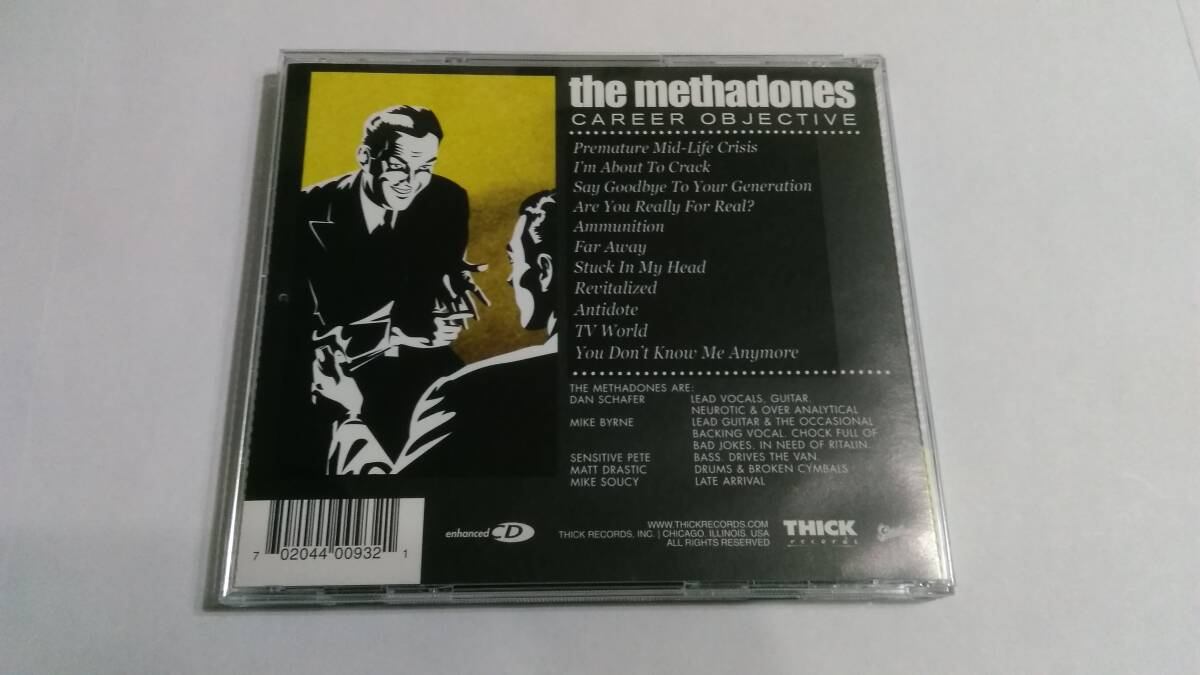 the methadones
CAREER OBJECTIVE
Premature Mid-Life Crisis
I'm About To Crack
Say Goodbye To Your Generation
Are You Really For Real?
Ammunition
Far Away
Stuck In My Head
Revitalized
Antidote
TV World
You Don't Know Me Anymore
THE METHADONES ARE:
DAN SCHAFER LEAD VOCALS, GUITAR.
NEUROTIC & OVER ANALYTICAL
MIKE BYRNE LEAD GUITAR & THE OCCASIONAL
BACKING VOCAL. CHOCK FULL OF
BAD JOKES. IN NEED OF RITALIN.
SENSITIVE PETE BASS. DRIVES THE VAN.
MATT DRASTIC DRUMS & BROKEN CYMBALS
MIKE SOUCY LATE ARRIVAL
7 02044 00932 1
enhanced CD
WWW.THICKRECORDS.COM
THICK RECORDS, INC. | CHICAGO, ILLINOIS, USA
ALL RIGHTS RESERVED
THICK
records